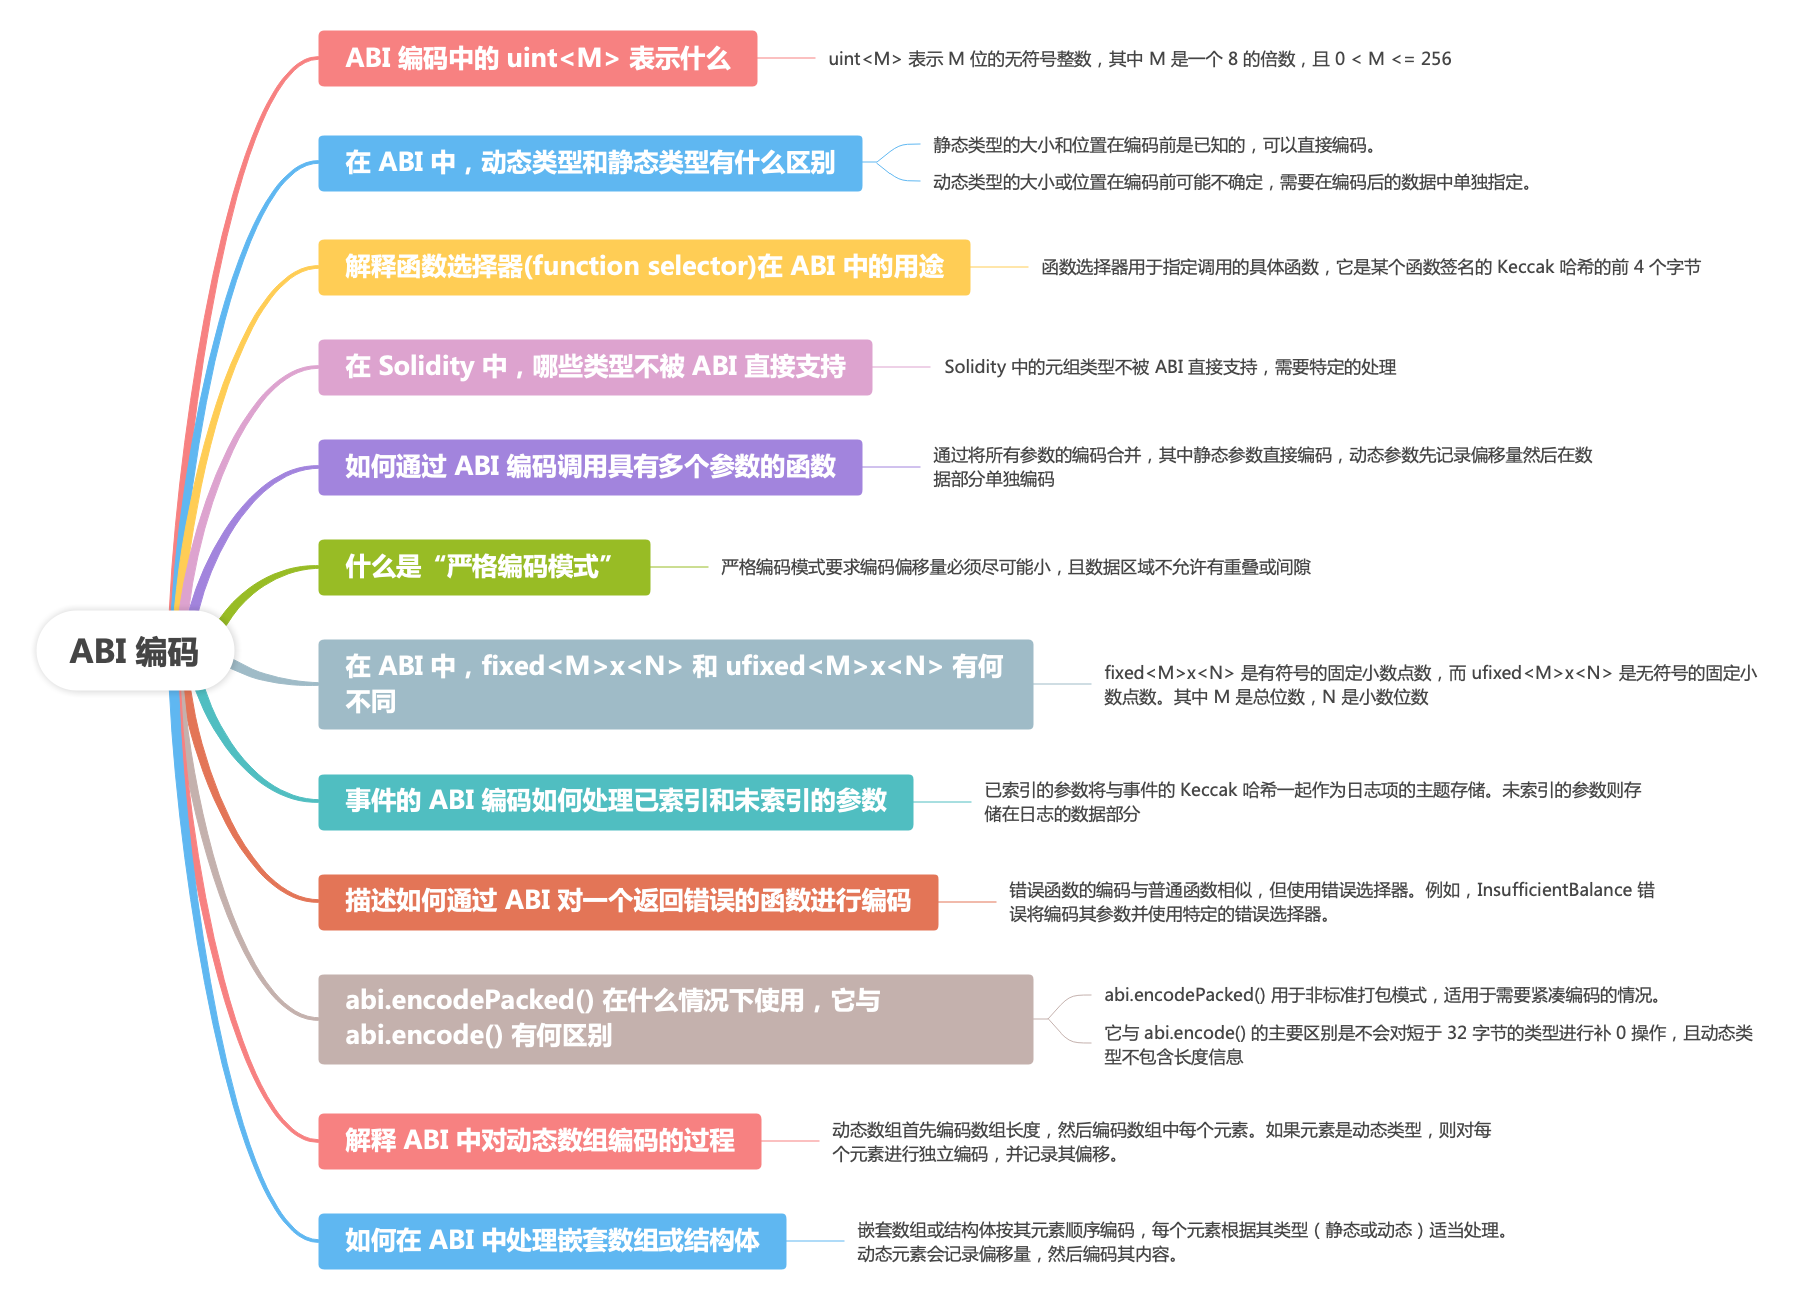 ABI 编码中的 uint<M> 表示什么
uint<M> 表示 M 位的无符号整数，其中 M 是一个 8 的倍数，且 0 < M <= 256
在 ABI 中，动态类型和静态类型有什么区别
静态类型的大小和位置在编码前是已知的，可以直接编码。
动态类型的大小或位置在编码前可能不确定，需要在编码后的数据中单独指定。
解释函数选择器(function selector)在 ABI 中的用途
函数选择器用于指定调用的具体函数，它是某个函数签名的 Keccak 哈希的前 4 个字节
在 Solidity 中，哪些类型不被 ABI 直接支持
Solidity 中的元组类型不被 ABI 直接支持，需要特定的处理
如何通过 ABI 编码调用具有多个参数的函数
通过将所有参数的编码合并，其中静态参数直接编码，动态参数先记录偏移量然后在数
据部分单独编码
什么是“严格编码模式”
严格编码模式要求编码偏移量必须尽可能小，且数据区域不允许有重叠或间隙
ABI 编码
在 ABI 中，fixed<M>x<N> 和 ufixed<M>x<N> 有何
不同
fixed<M>x<N> 是有符号的固定小数点数，而 ufixed<M>x<N> 是无符号的固定小
数点数。其中 M 是总位数，N 是小数位数
事件的 ABI 编码如何处理已索引和未索引的参数
已索引的参数将与事件的 Keccak 哈希一起作为日志项的主题存储。未索引的参数则存
储在日志的数据部分
描述如何通过 ABI 对一个返回错误的函数进行编码
错误函数的编码与普通函数相似，但使用错误选择器。例如，InsufficientBalance 错
误将编码其参数并使用特定的错误选择器。
abi.encodePacked() 在什么情况下使用，它与
abi.encode() 有何区别
abi.encodePacked() 用于非标准打包模式，适用于需要紧凑编码的情况。
它与 abi.encode() 的主要区别是不会对短于 32 字节的类型进行补 0 操作，且动态类
型不包含长度信息
解释 ABI 中对动态数组编码的过程
动态数组首先编码数组长度，然后编码数组中每个元素。如果元素是动态类型，则对每
个元素进行独立编码，并记录其偏移。
如何在 ABI 中处理嵌套数组或结构体
嵌套数组或结构体按其元素顺序编码，每个元素根据其类型（静态或动态）适当处理。
动态元素会记录偏移量，然后编码其内容。